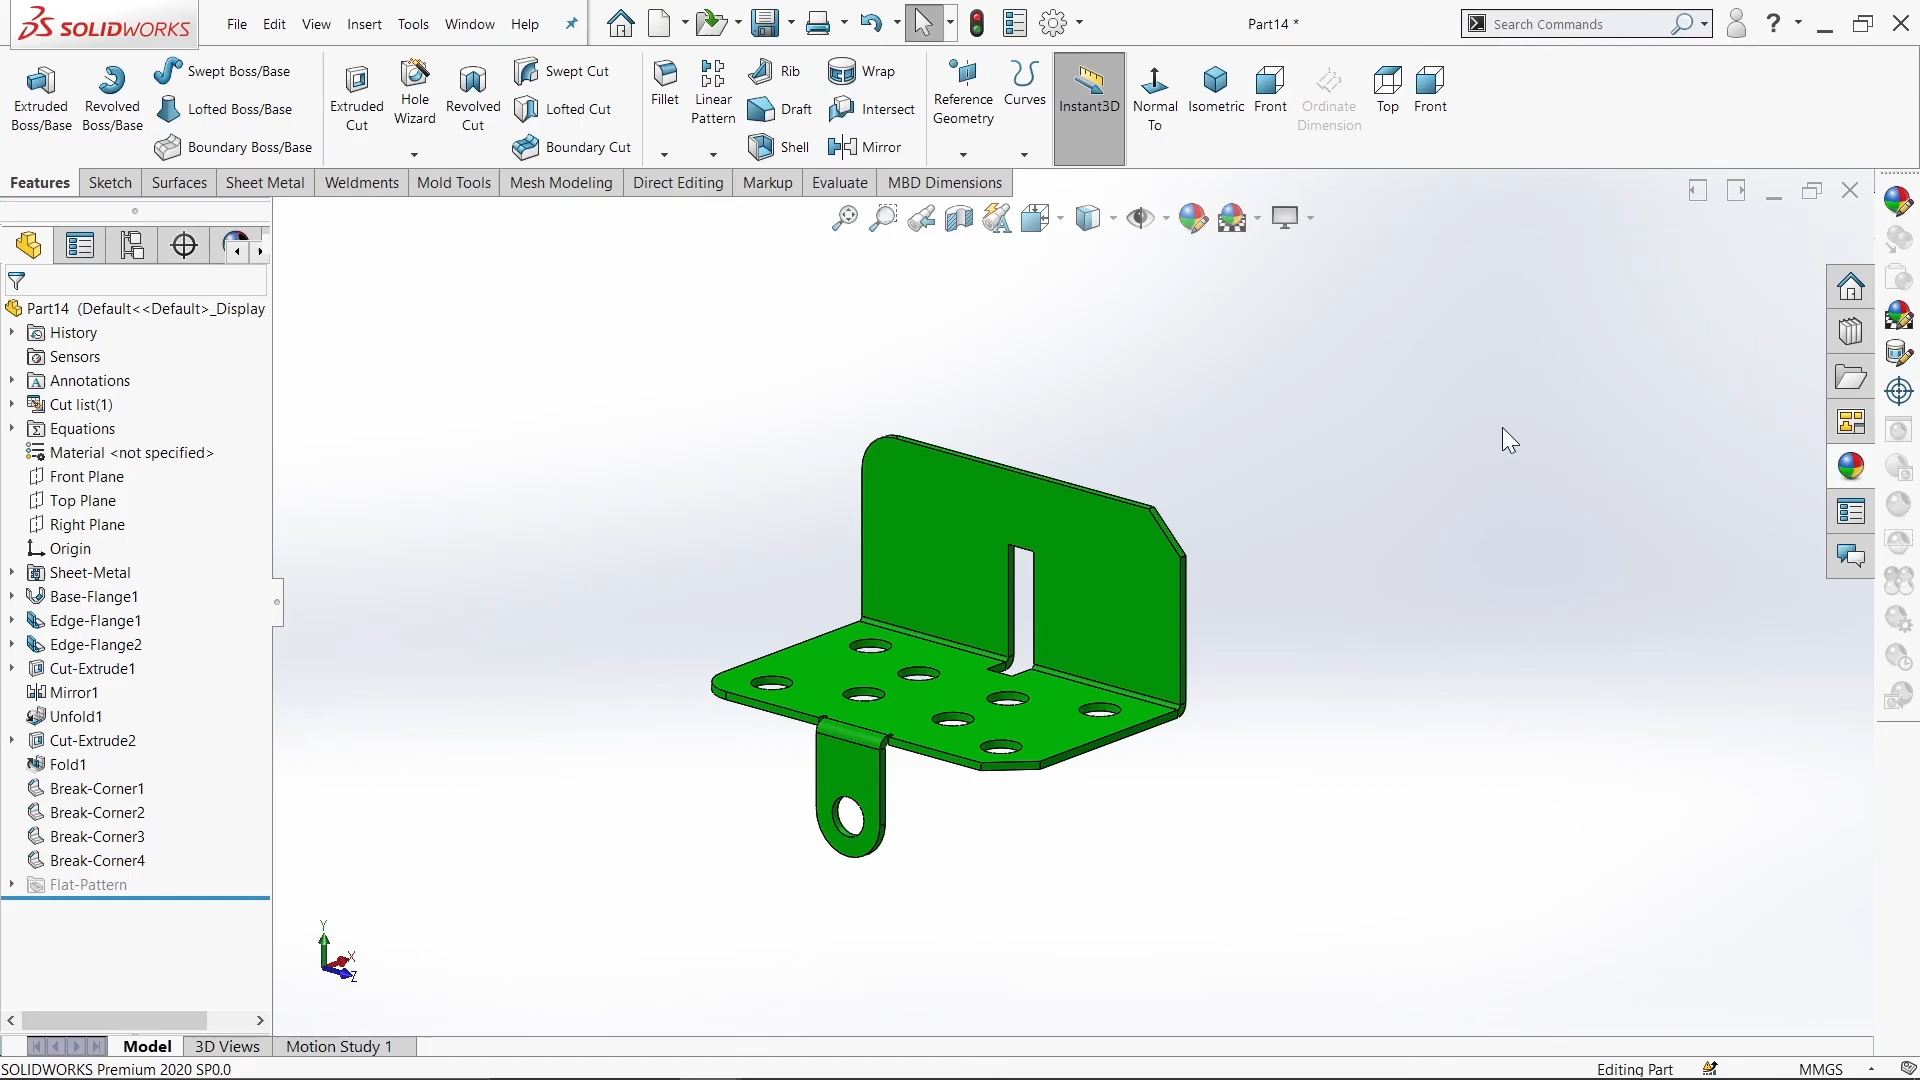 SOLIDWORKS
File Edit View Insert Tools Window Help
Part14 *
Search Commands
Extruded Boss/Base
Revolved Boss/Base
Swept Boss/Base
Lofted Boss/Base
Boundary Boss/Base
Extruded Cut
Hole Wizard
Revolved Cut
Swept Cut
Lofted Cut
Boundary Cut
Fillet
Linear Pattern
Rib
Draft
Shell
Wrap
Intersect
Mirror
Reference Geometry
Curves
Instant3D
Normal To
Isometric
Front
Ordinate Dimension
Top
Front
Features Sketch Surfaces Sheet Metal Weldments Mold Tools Mesh Modeling Direct Editing Markup Evaluate MBD Dimensions
Part14 (Default<<Default>_Display
History
Sensors
Annotations
Cut list(1)
Equations
Material <not specified>
Front Plane
Top Plane
Right Plane
Origin
Sheet-Metal
Base-Flange1
Edge-Flange1
Edge-Flange2
Cut-Extrude1
Mirror1
Unfold1
Cut-Extrude2
Fold1
Break-Corner1
Break-Corner2
Break-Corner3
Break-Corner4
Flat-Pattern
Y
X
Z
Model 3D Views Motion Study 1
SOLIDWORKS Premium 2020 SP0.0
Editing Part
MMGS